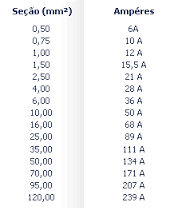 Seção (mm²) Ampéres
0,50 6A
0,75 10 A
1,00 12 A
1,50 15,5 A
2,50 21 A
4,00 28 A
6,00 36 A
10,00 50 A
16,00 68 A
25,00 89 A
35,00 111 A
50,00 134 A
70,00 171 A
95,00 207 A
120,00 239 A